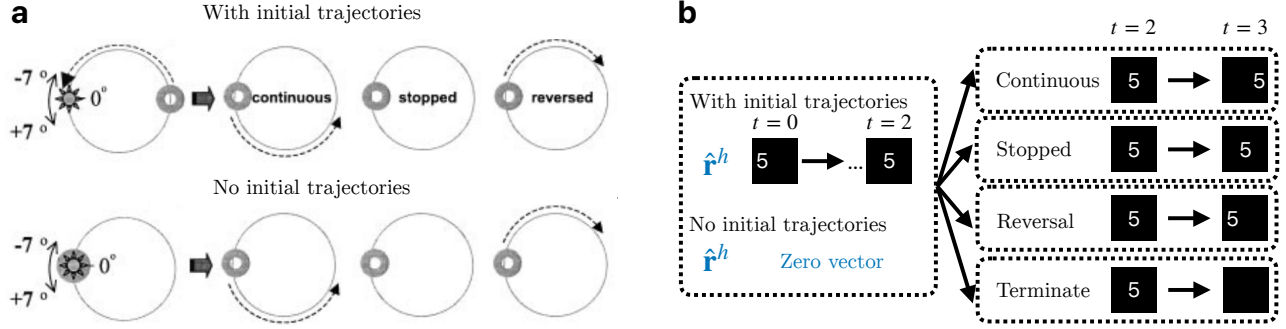 a
With initial trajectories
-7 °
0°
+7 °
continuous
stopped
reversed
No initial trajectories
-7 °
0°
+7 °
b
With initial trajectories
t = 0
t = 2
r̂ʰ
5
...
5
No initial trajectories
r̂ʰ
Zero vector
t = 2
t = 3
Continuous
5
5
Stopped
5
5
Reversal
5
5
Terminate
5